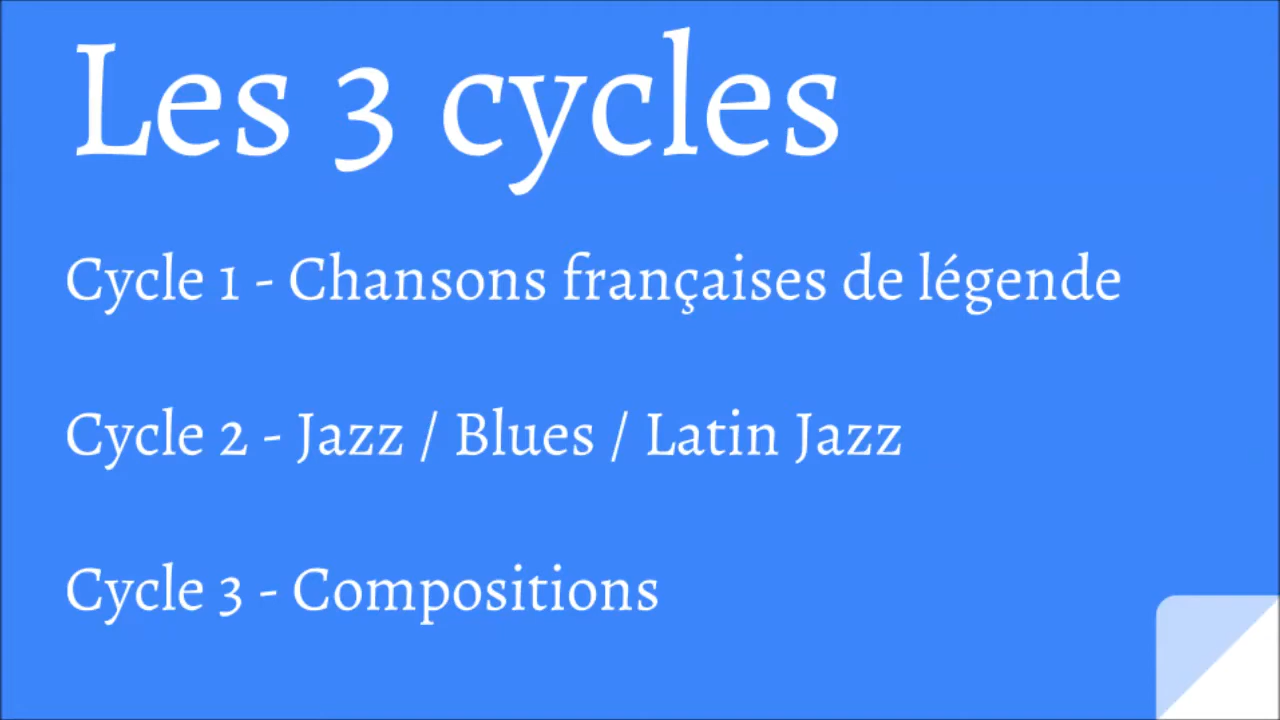 Les 3 cycles
Cycle 1 - Chansons françaises de légende
Cycle 2 - Jazz / Blues / Latin Jazz
Cycle 3 - Compositions